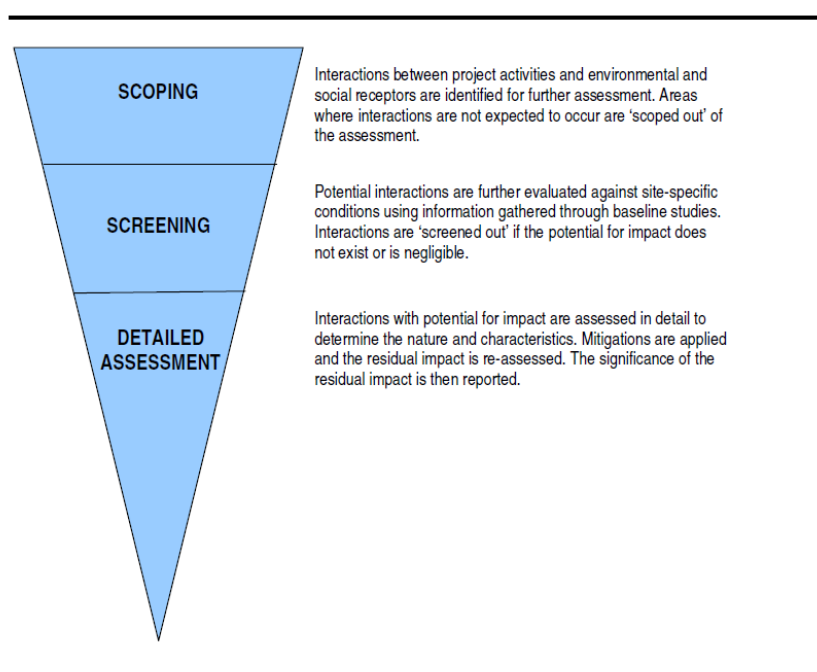 SCOPING
Interactions between project activities and environmental and
social receptors are identified for further assessment. Areas
where interactions are not expected to occur are ‘scoped out’ of
the assessment.
SCREENING
Potential interactions are further evaluated against site-specific
conditions using information gathered through baseline studies.
Interactions are ‘screened out’ if the potential for impact does
not exist or is negligible.
DETAILED
ASSESSMENT
Interactions with potential for impact are assessed in detail to
determine the nature and characteristics. Mitigations are applied
and the residual impact is re-assessed. The significance of the
residual impact is then reported.